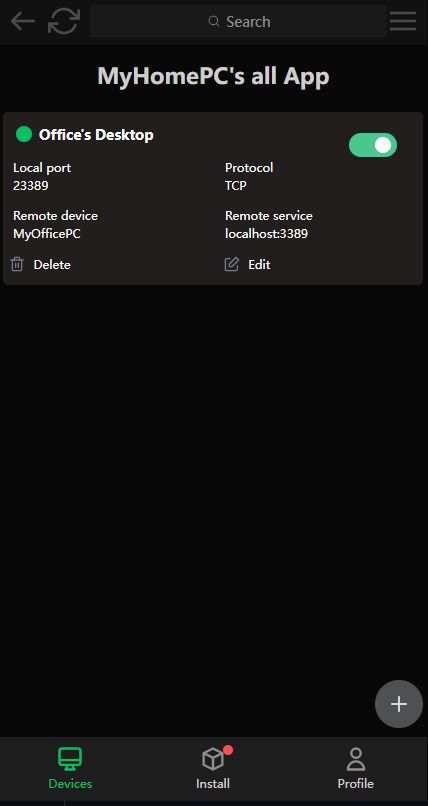 Search
MyHomePC's all App
Office's Desktop
Local port
Protocol
23389
TCP
Remote device
Remote service
MyOfficePC
localhost:3389
Delete
Edit
Devices
Install
Profile